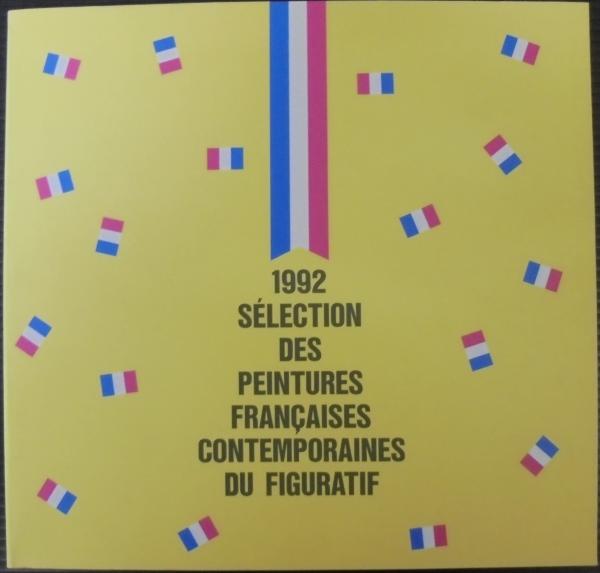 1992
SÉLECTION
DES
PEINTURES
FRANÇAISES
CONTEMPORAINES
DU FIGURATIF